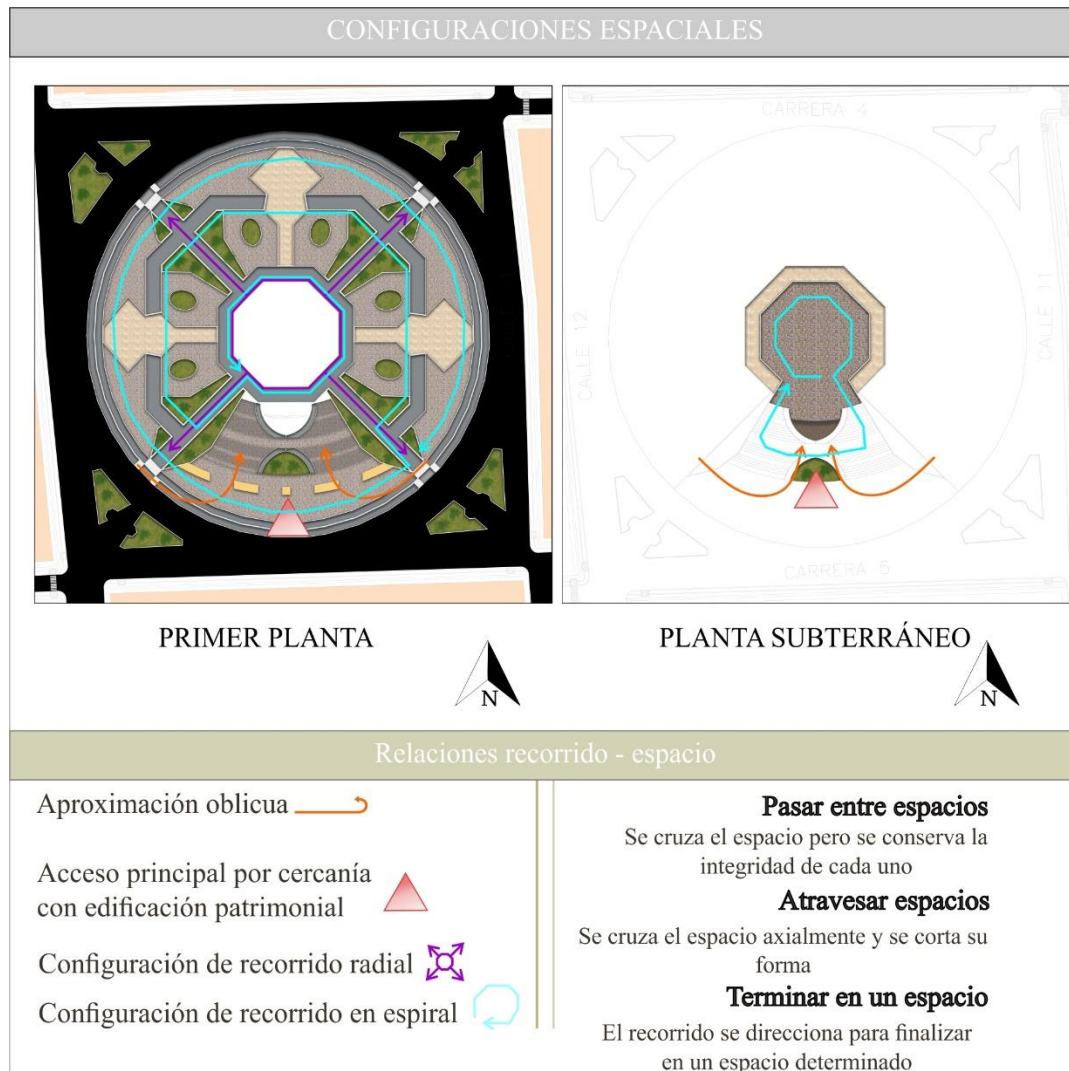 CONFIGURACIONES ESPACIALES
CARRERA 4
CALLE 12
CALLE 11
CARRERA 5
PRIMER PLANTA
PLANTA SUBTERRÁNEO
N
N
Relaciones recorrido - espacio
Aproximación oblicua
Acceso principal por cercanía
con edificación patrimonial
Configuración de recorrido radial
Configuración de recorrido en espiral
Pasar entre espacios
Se cruza el espacio pero se conserva la
integridad de cada uno
Atravesar espacios
Se cruza el espacio axialmente y se corta su
forma
Terminar en un espacio
El recorrido se direcciona para finalizar
en un espacio determinado